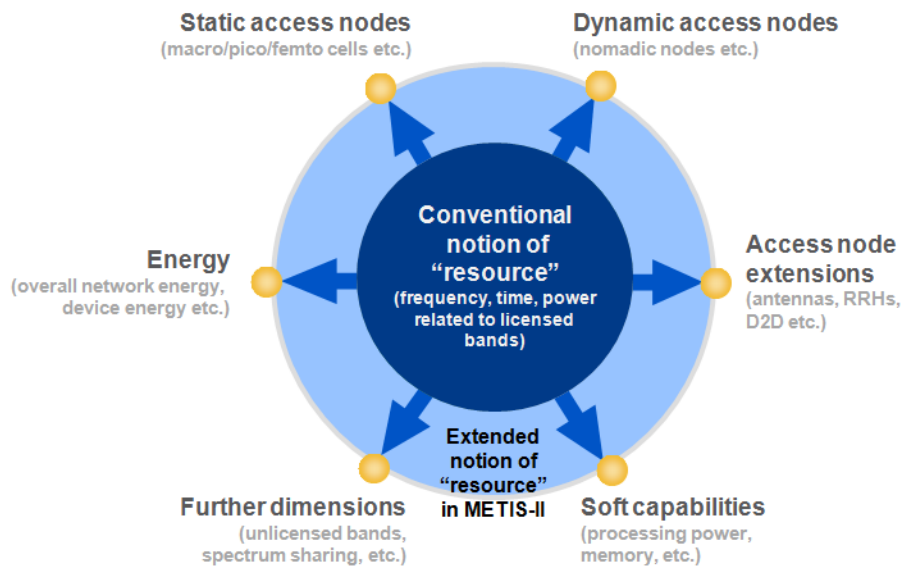 Static access nodes
(macro/pico/femto cells etc.)
Dynamic access nodes
(nomadic nodes etc.)
Conventional
notion of
“resource”
(frequency, time, power
related to licensed
bands)
Energy
(overall network energy,
device energy etc.)
Access node
extensions
(antennas, RRHs,
D2D etc.)
Extended
notion of
“resource”
in METIS-II
Further dimensions
(unlicensed bands,
spectrum sharing, etc.)
Soft capabilities
(processing power,
memory, etc.)